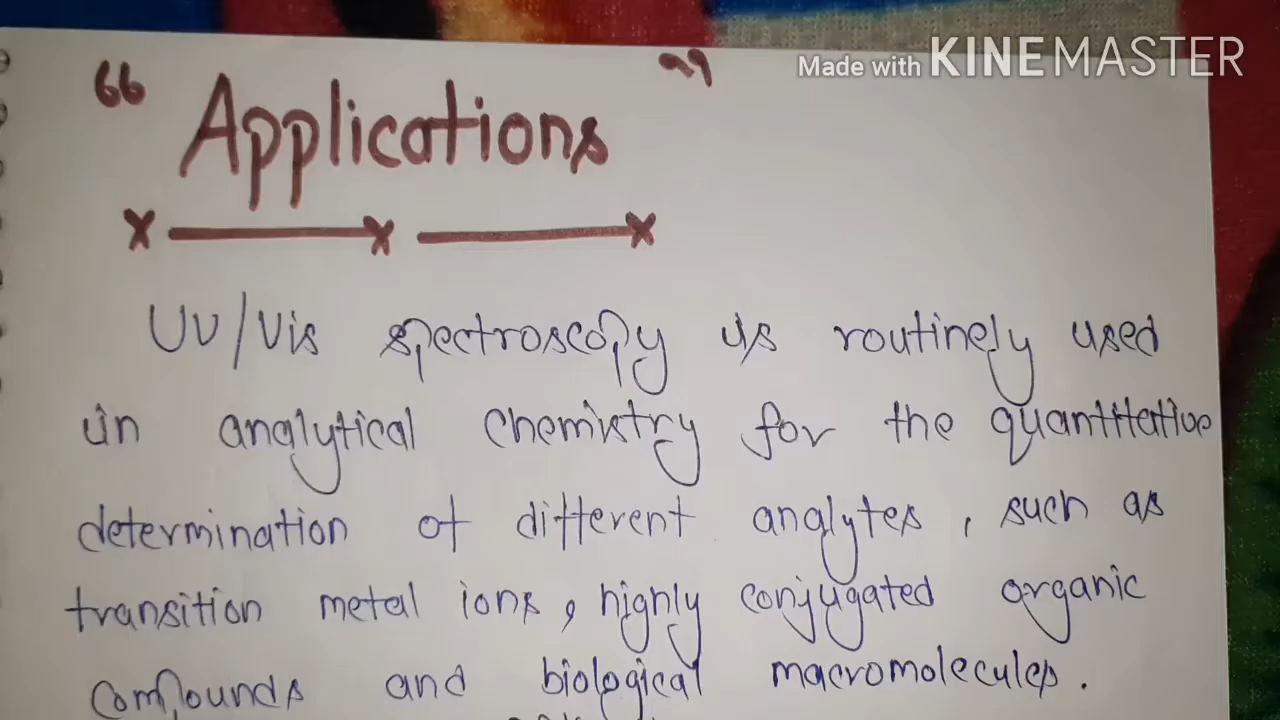 Made with KINEMASTER
“ Applications ”
UV/Vis spectroscopy is routinely used
in analytical chemistry for the quantitative
determination of different analytes, such as
transition metal ions, highly conjugated organic
compounds and biological macromolecules.